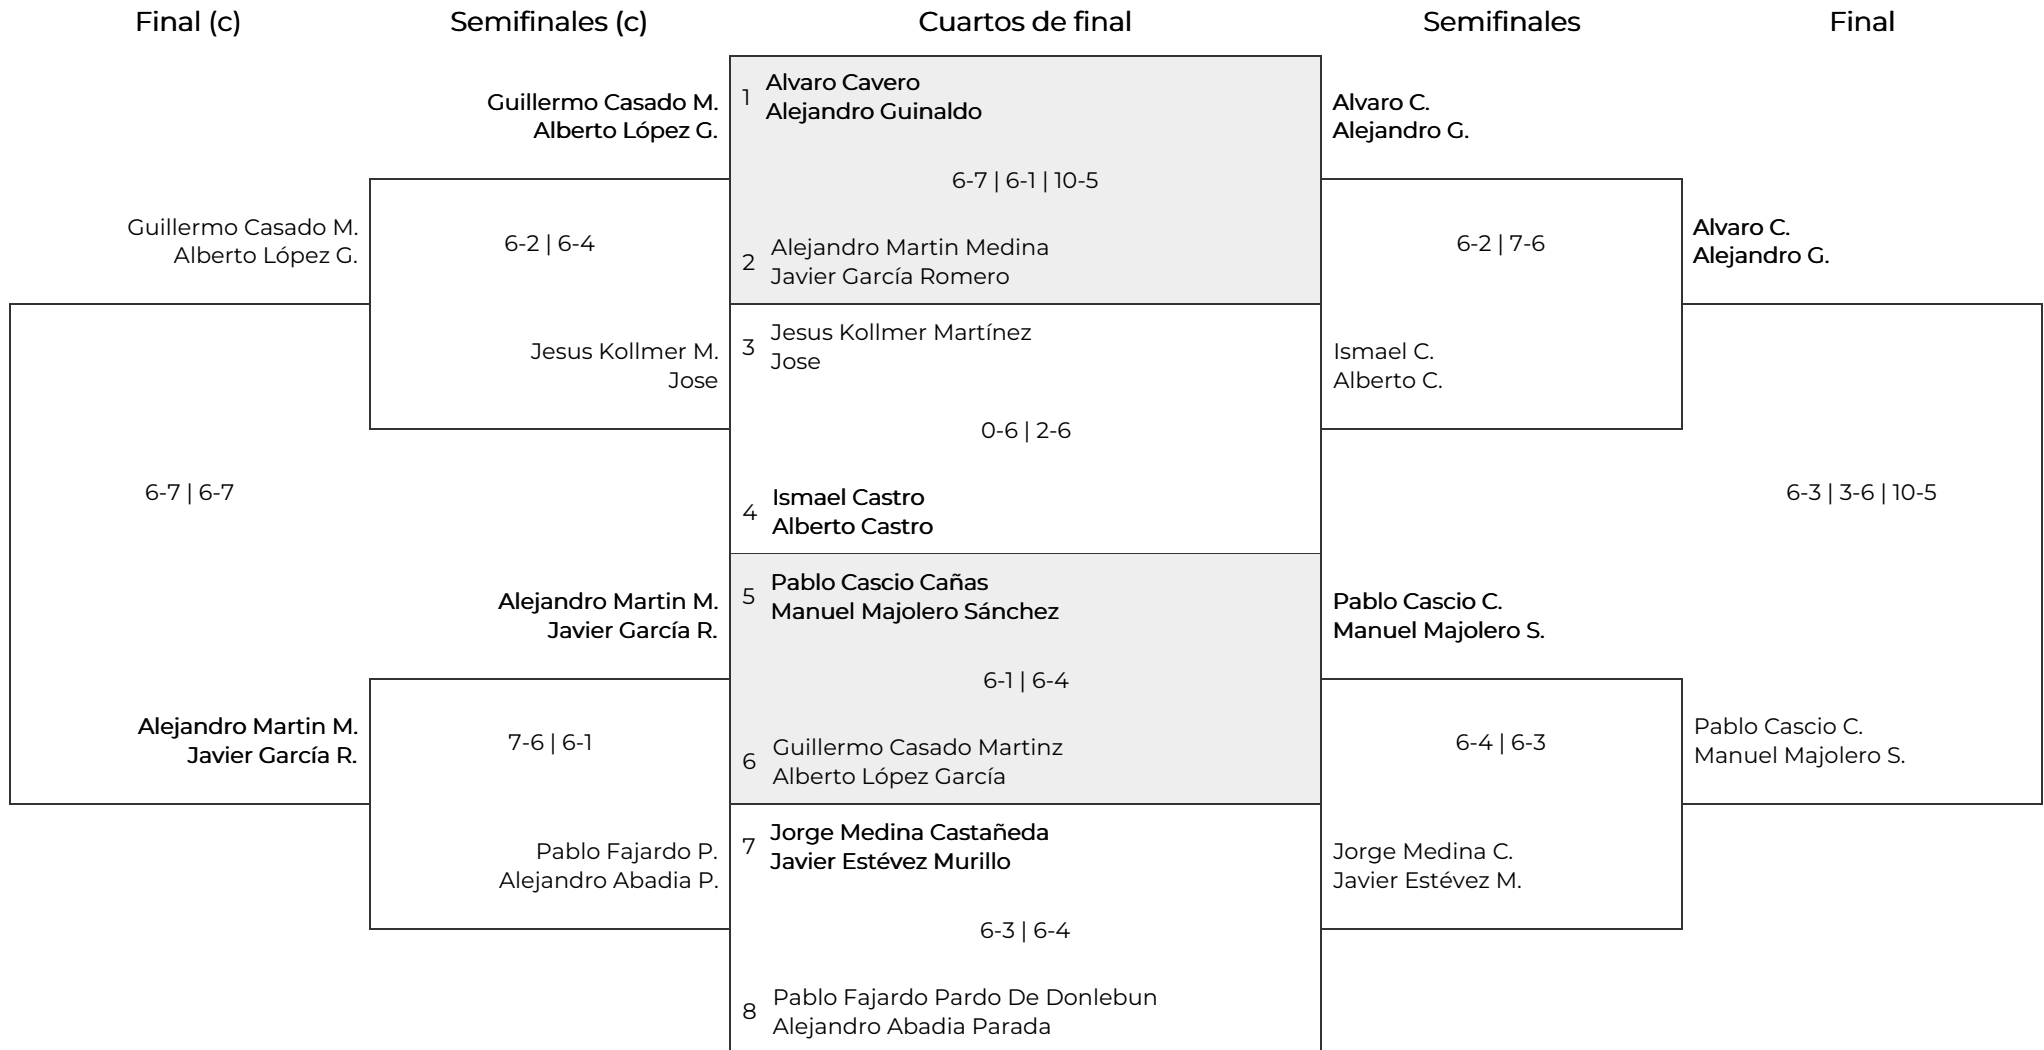 Final (c)
Semifinales (c)
Cuartos de final
Semifinales
Final
Guillermo Casado M.
Alberto López G.
6-7 | 6-7
Alejandro Martin M.
Javier García R.
Guillermo Casado M.
Alberto López G.
6-2 | 6-4
Jesus Kollmer M.
Jose
Alejandro Martin M.
Javier García R.
7-6 | 6-1
Pablo Fajardo P.
Alejandro Abadia P.
1
Alvaro Cavero
Alejandro Guinaldo
6-7 | 6-1 | 10-5
2
Alejandro Martin Medina
Javier García Romero
3
Jesus Kollmer Martínez
Jose
0-6 | 2-6
4
Ismael Castro
Alberto Castro
5
Pablo Cascio Cañas
Manuel Majolero Sánchez
6-1 | 6-4
6
Guillermo Casado Martinz
Alberto López García
7
Jorge Medina Castañeda
Javier Estévez Murillo
6-3 | 6-4
8
Pablo Fajardo Pardo De Donlebun
Alejandro Abadia Parada
Alvaro C.
Alejandro G.
6-2 | 7-6
Ismael C.
Alberto C.
Pablo Cascio C.
Manuel Majolero S.
6-4 | 6-3
Jorge Medina C.
Javier Estévez M.
Alvaro C.
Alejandro G.
6-3 | 3-6 | 10-5
Pablo Cascio C.
Manuel Majolero S.